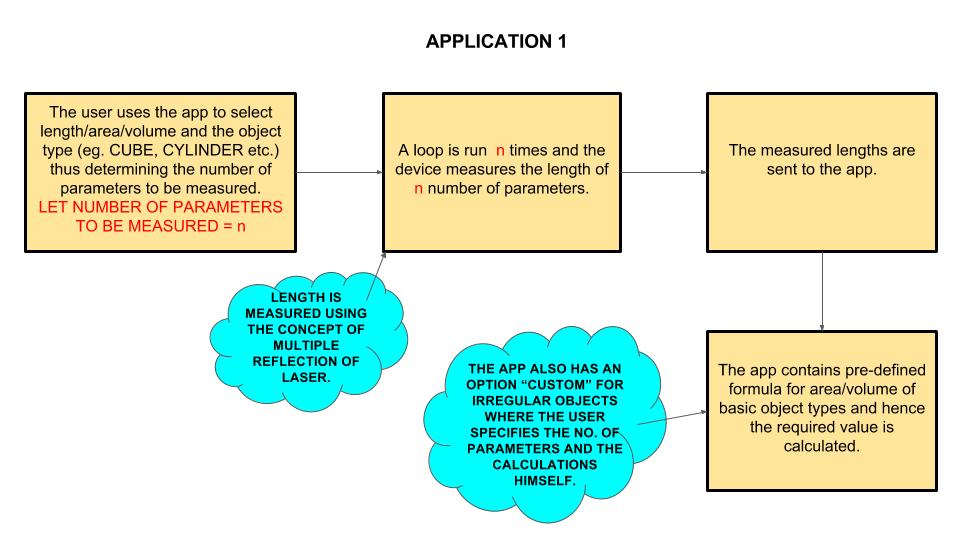 APPLICATION 1
The user uses the app to select
length/area/volume and the object
type (eg. CUBE, CYLINDER etc.)
thus determining the number of
parameters to be measured.
LET NUMBER OF PARAMETERS
TO BE MEASURED = n
A loop is run n times and the
device measures the length of
n number of parameters.
The measured lengths are
sent to the app.
LENGTH IS
MEASURED USING
THE CONCEPT OF
MULTIPLE
REFLECTION OF
LASER.
THE APP ALSO HAS AN
OPTION “CUSTOM” FOR
IRREGULAR OBJECTS
WHERE THE USER
SPECIFIES THE NO. OF
PARAMETERS AND THE
CALCULATIONS
HIMSELF.
The app contains pre-defined
formula for area/volume of
basic object types and hence
the required value is
calculated.